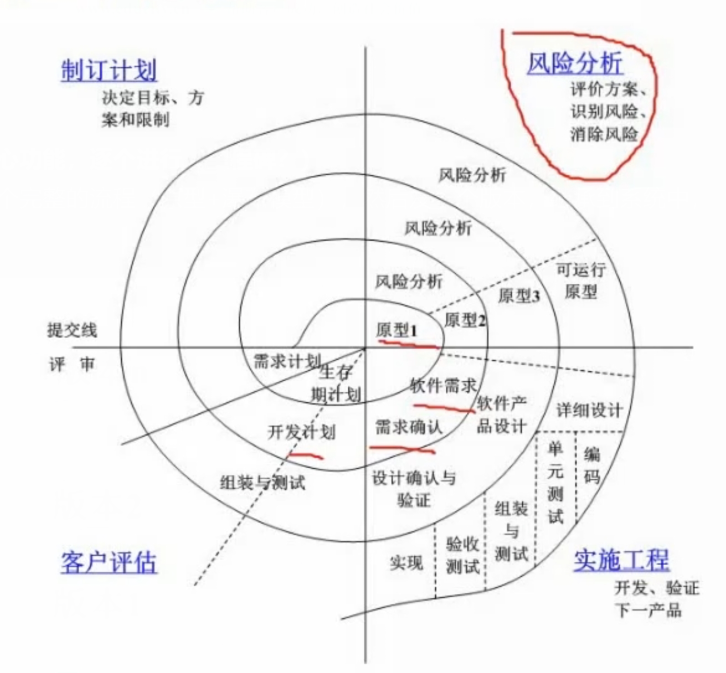 制订计划
决定目标、方
案和限制
风险分析
评价方案、
识别风险、
消除风险
风险分析
风险分析
风险分析
可运行
原型
原型3
原型2
原型1
提交线
评 审
需求计划
生存
期计划
开发计划
组装与测试
软件需求
需求确认
软件产
品设计
设计确认与
验证
详细设计
编
码
单
元
测
试
组装
与
测试
验收
测试
实现
客户评估
实施工程
开发、验证
下一产品